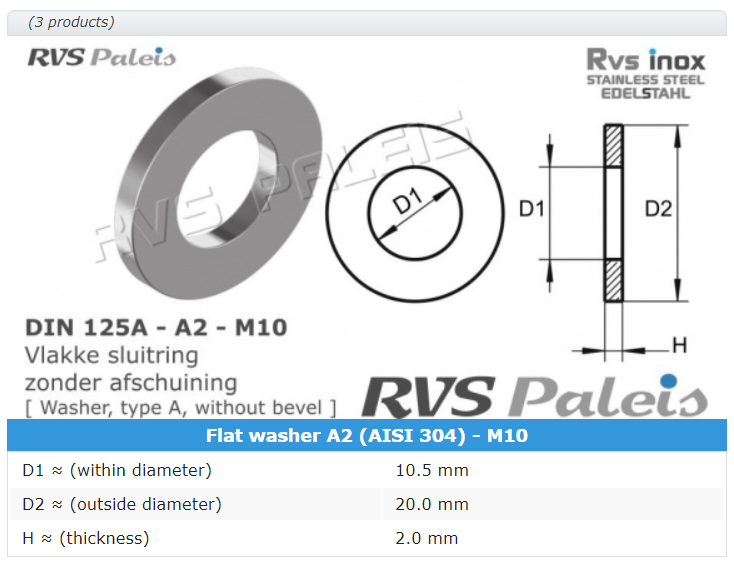 (3 products)
RVS Paleis
Rvs inox
STAINLESS STEEL
EDELSTAHL
RVS PALEIS
D1
D1
D2
H
DIN 125A - A2 - M10
Vlakke sluitring
zonder afschuining
[ Washer, type A, without bevel ]
RVS Paleis
Flat washer A2 (AISI 304) - M10
D1 ≈ (within diameter) 10.5 mm
D2 ≈ (outside diameter) 20.0 mm
H ≈ (thickness) 2.0 mm